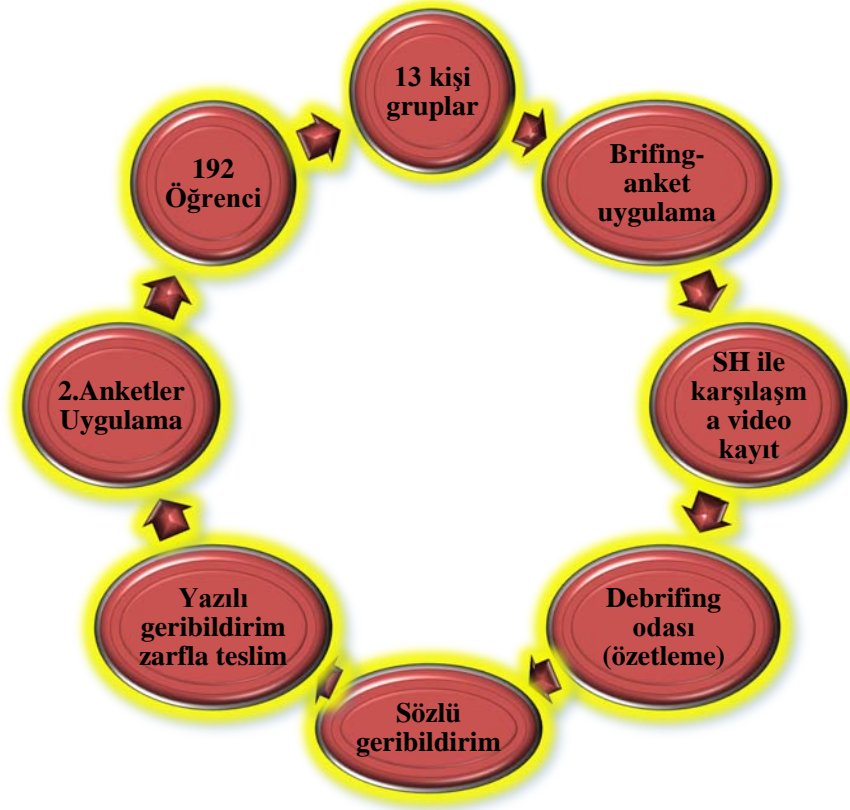 13 kişi
gruplar
Brifing-
anket
uygulama
SH ile
karşılaşm
a video
kayıt
Debrifing
odası
(özetleme)
Sözlü
geribildirim
Yazılı
geribildirim
zarfla teslim
2.Anketler
Uygulama
192
Öğrenci